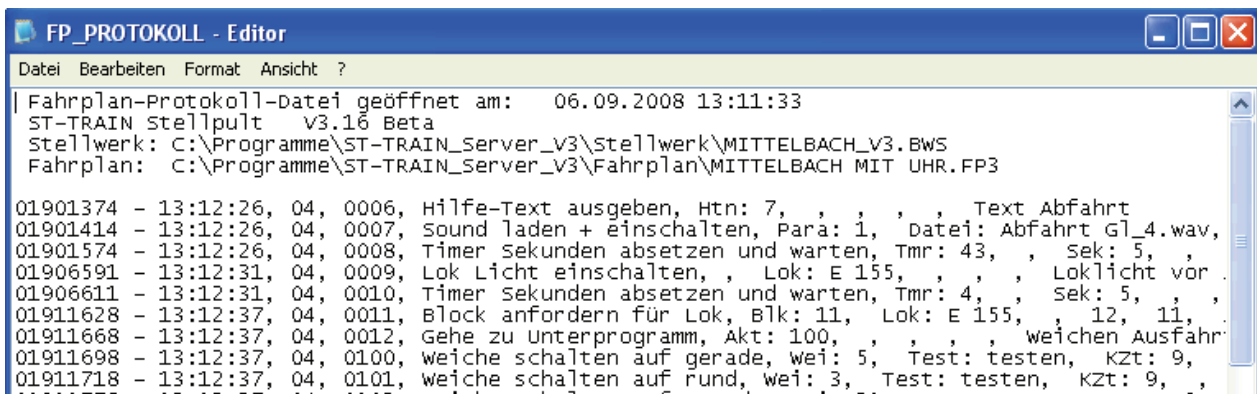 FP_PROTOKOLL - Editor
Datei Bearbeiten Format Ansicht ?
Fahrplan-Protokoll-Datei geöffnet am: 06.09.2008 13:11:33
ST-TRAIN Stellpult V3.16 Beta
Stellwerk: C:\Programme\ST-TRAIN_Server_V3\Stellwerk\MITTELBACH_V3.BWS
Fahrplan: C:\Programme\ST-TRAIN_Server_V3\Fahrplan\MITTELBACH MIT UHR.FP3
01901374 - 13:12:26, 04, 0006, Hilfe-Text ausgeben, Htn: 7, , , , , Text Abfahrt
01901414 - 13:12:26, 04, 0007, Sound laden + einschalten, Para: 1, Datei: Abfahrt Gl_4.wav,
01901574 - 13:12:26, 04, 0008, Timer Sekunden absetzen und warten, Tmr: 43, , Sek: 5, ,
01906591 - 13:12:31, 04, 0009, Lok Licht einschalten, , Lok: E 155, , , , Loklicht vor
01906611 - 13:12:31, 04, 0010, Timer Sekunden absetzen und warten, Tmr: 4, , Sek: 5, , ,
01911628 - 13:12:37, 04, 0011, Block anfordern für Lok, Blk: 11, Lok: E 155, , 12, 11,
01911668 - 13:12:37, 04, 0012, Gehe zu Unterprogramm, Akt: 100, , , , , Weichen Ausfahr
01911698 - 13:12:37, 04, 0100, Weiche schalten auf gerade, Wei: 5, Test: testen, KZt: 9,
01911718 - 13:12:37, 04, 0101, Weiche schalten auf rund, Wei: 3, Test: testen, KZt: 9, ,